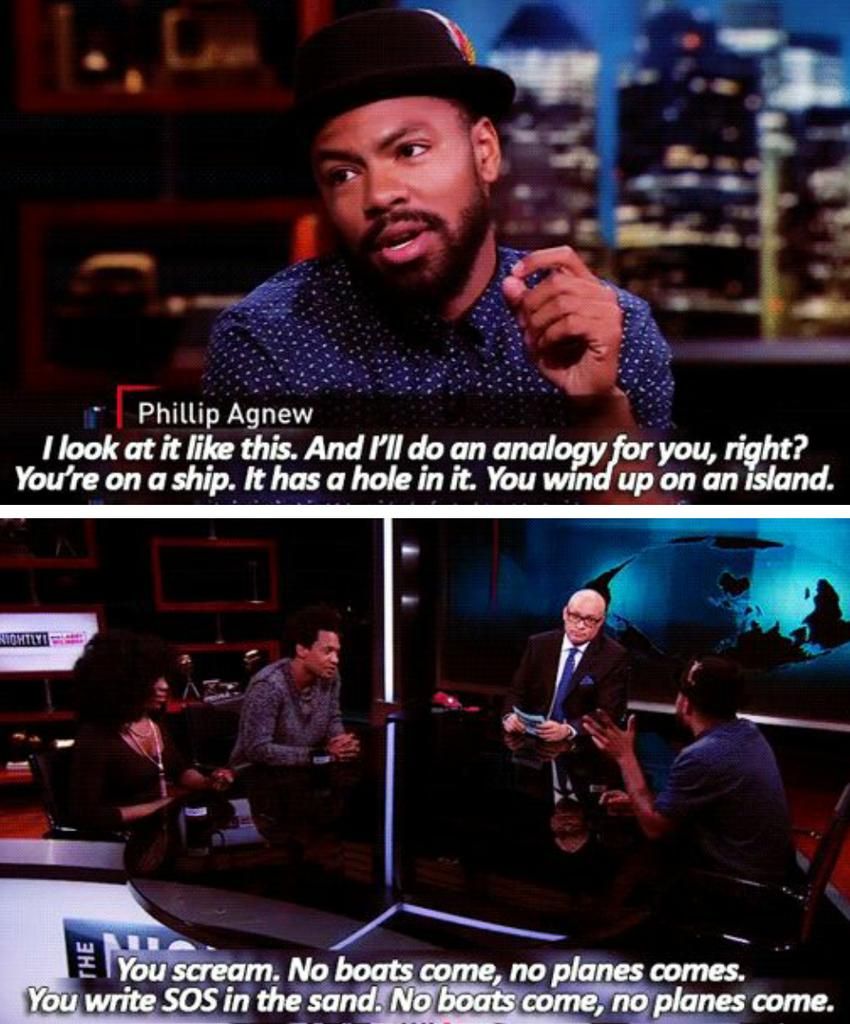 Phillip Agnew
I look at it like this. And I'll do an analogy for you, right?
You're on a ship. It has a hole in it. You wind up on an island.
NIGHTLY
THE
You scream. No boats come, no planes comes.
You write SOS in the sand. No boats come, no planes come.